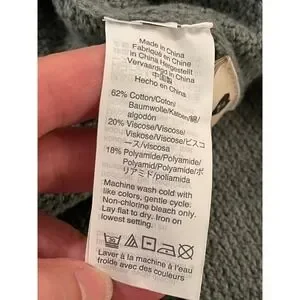 Made in China
Fabriqué en Chine
In China Hergestellt
Vervaardigd in China
中国製
Hecho en China
62% Cotton/Coton/
Baumwolle/Katoen/綿/
algodón
20% Viscose/Viscose/
Viskose/Viscose/ビスコ
ース/viscosa
18% Polyamide/Polyamide/
Polyamid/Polyamide/ポ
リアミド/poliamida
Machine wash cold with
like colors, gentle cycle.
Non-chlorine bleach only.
Lay flat to dry. Iron on
lowest setting.
Laver à la machine à l'eau
froide avec des couleurs